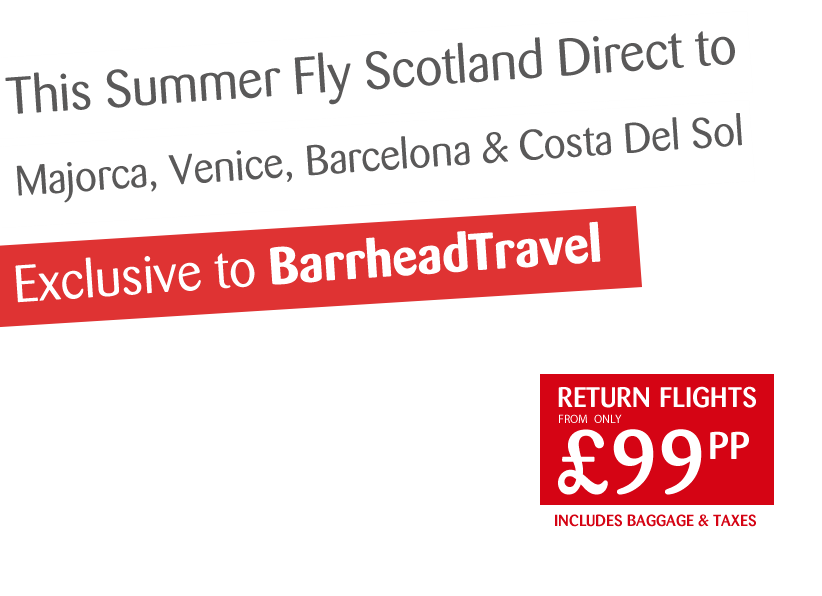 This Summer Fly Scotland Direct to
Majorca, Venice, Barcelona & Costa Del Sol
Exclusive to BarrheadTravel
RETURN FLIGHTS
FROM ONLY
£99PP
INCLUDES BAGGAGE & TAXES